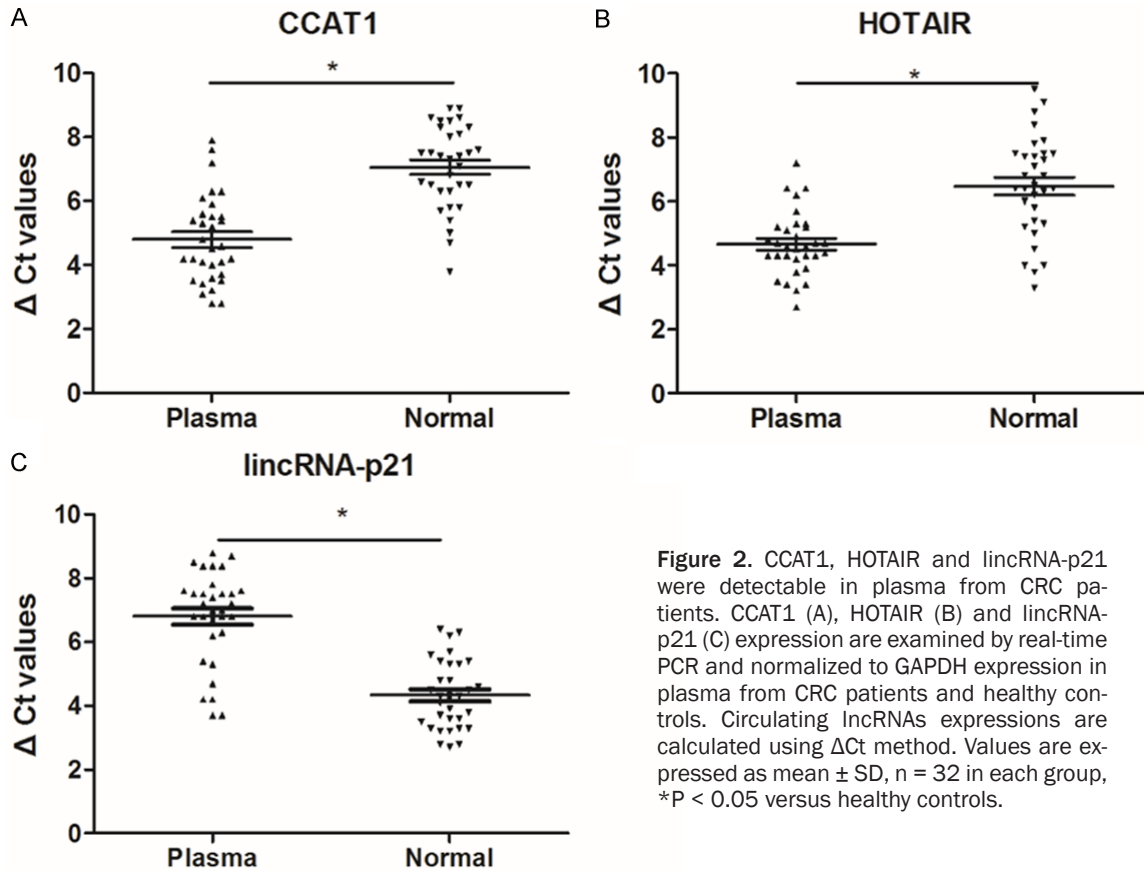 A
CCAT1
*
10
8
6
4
2
0
Δ Ct values
Plasma Normal
B
HOTAIR
*
10
8
6
4
2
0
Δ Ct values
Plasma Normal
C
lincRNA-p21
*
10
8
6
4
2
0
Δ Ct values
Plasma Normal
Figure 2. CCAT1, HOTAIR and lincRNA-p21
were detectable in plasma from CRC pa-
tients. CCAT1 (A), HOTAIR (B) and lincRNA-
p21 (C) expression are examined by real-time
PCR and normalized to GAPDH expression in
plasma from CRC patients and healthy con-
trols. Circulating lncRNAs expressions are
calculated using ΔCt method. Values are ex-
pressed as mean ± SD, n = 32 in each group,
*P < 0.05 versus healthy controls.